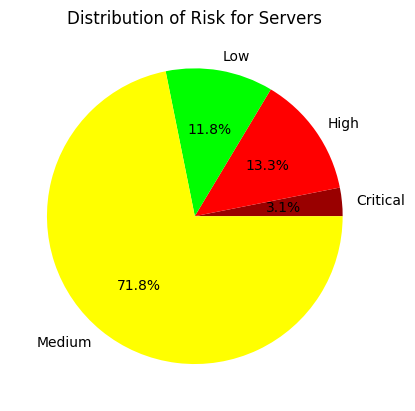 Distribution of Risk for Servers
Low
11.8%
High
13.3%
Critical
3.1%
71.8%
Medium